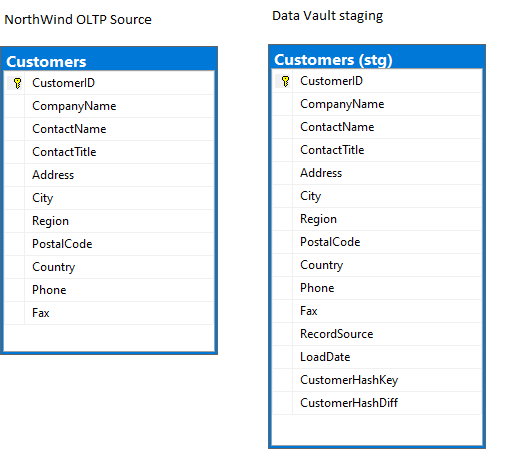 NorthWind OLTP Source
Customers
CustomerID
CompanyName
ContactName
ContactTitle
Address
City
Region
PostalCode
Country
Phone
Fax
Data Vault staging
Customers (stg)
CustomerID
CompanyName
ContactName
ContactTitle
Address
City
Region
PostalCode
Country
Phone
Fax
RecordSource
LoadDate
CustomerHashKey
CustomerHashDiff